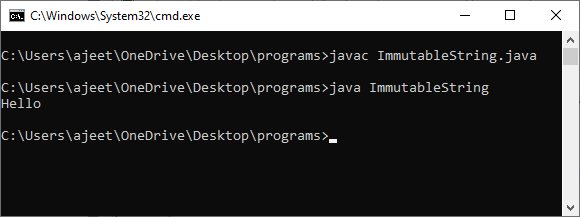 C:\Windows\System32\cmd.exe
C:\Users\ajeet\OneDrive\Desktop\programs>javac ImmutableString.java
C:\Users\ajeet\OneDrive\Desktop\programs>java ImmutableString
Hello
C:\Users\ajeet\OneDrive\Desktop\programs>